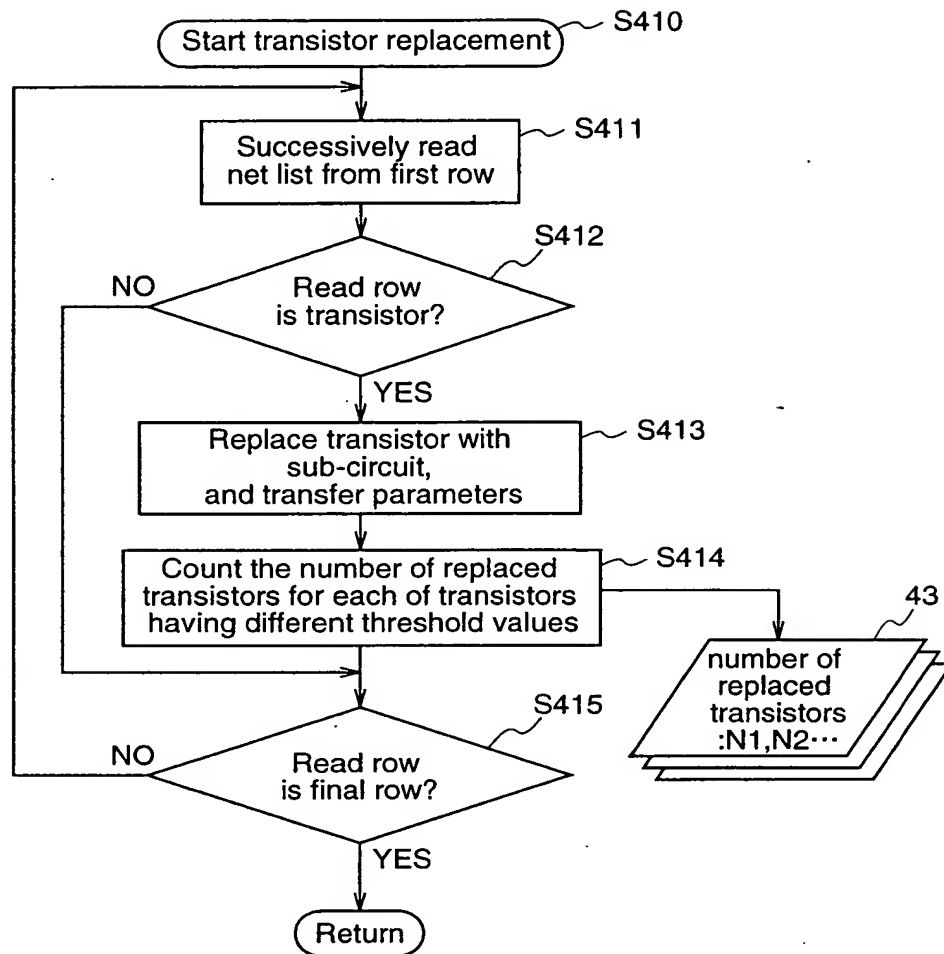 Start transistor replacement
S410
Successively read
net list from first row
S411
S412
NO
Read row
is transistor?
YES
Replace transistor with
sub-circuit,
and transfer parameters
S413
Count the number of replaced
transistors for each of transistors
having different threshold values
S414
43
number of
replaced
transistors
:N1,N2···
S415
NO
Read row
is final row?
YES
Return